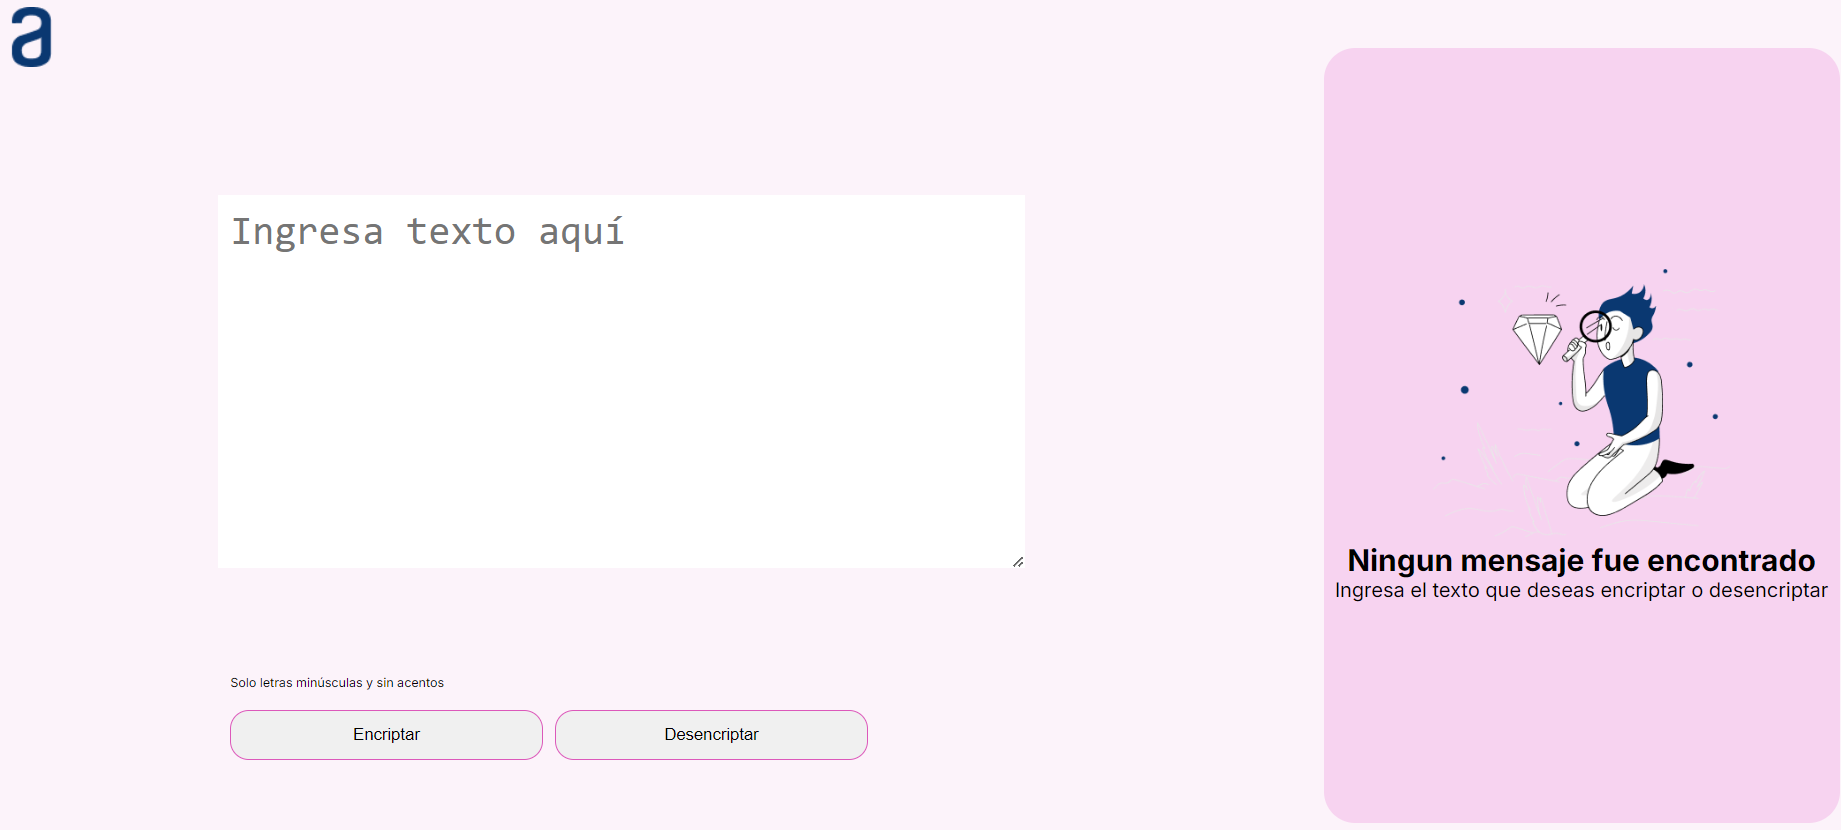 a
Ingresa texto aquí
Ningun mensaje fue encontrado
Ingresa el texto que deseas encriptar o desencriptar
Solo letras minúsculas y sin acentos
Encriptar
Desencriptar